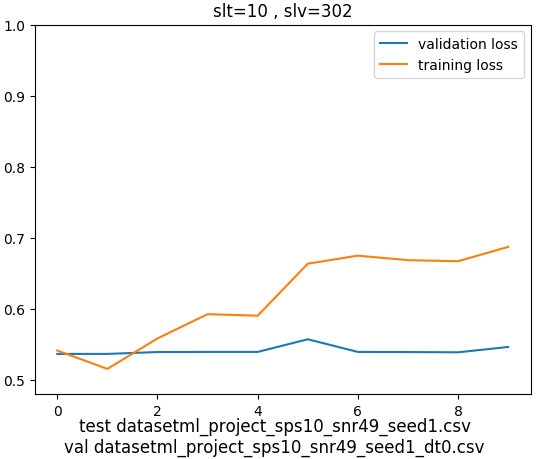 slt=10 , slv=302
1.0
validation loss
training loss
0.9
0.8
0.7
0.6
0.5
0 2 4 6 8
test datasetml_project_sps10_snr49_seed1.csv
val datasetml_project_sps10_snr49_seed1_dt0.csv